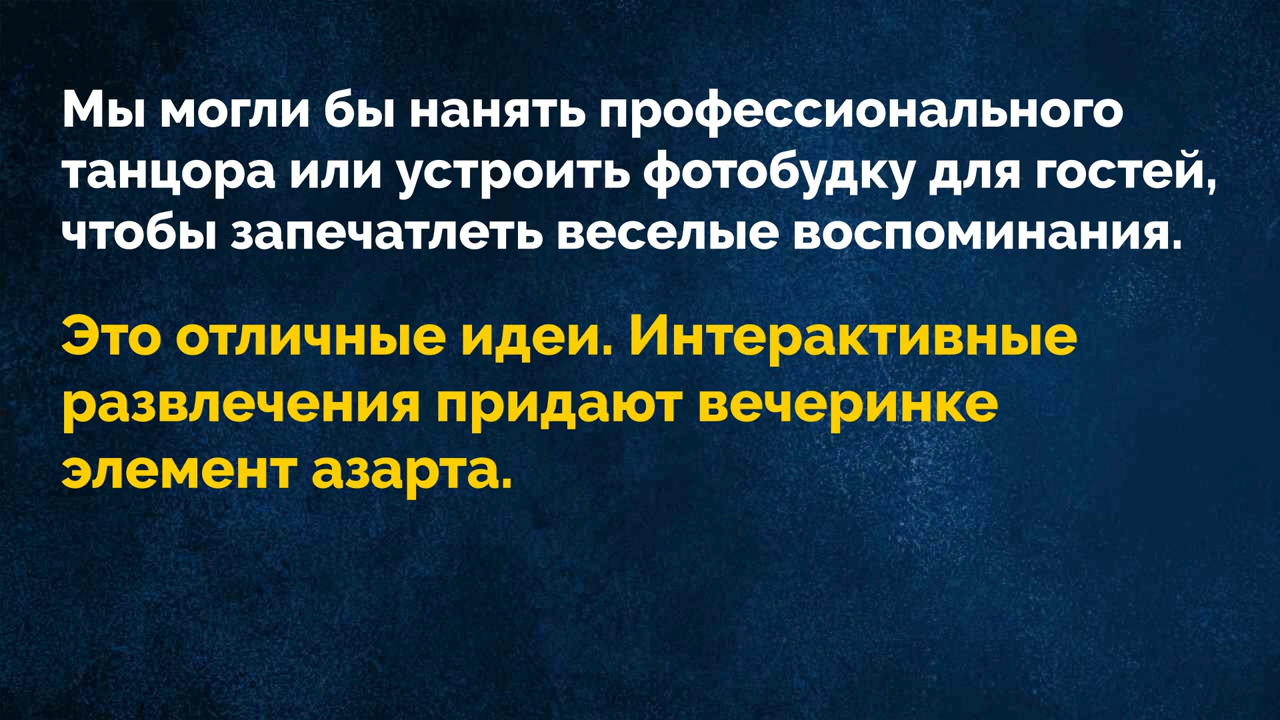 Мы могли бы нанять профессионального
танцора или устроить фотобудку для гостей,
чтобы запечатлеть веселые воспоминания.
Это отличные идеи. Интерактивные
развлечения придают вечеринке
элемент азарта.